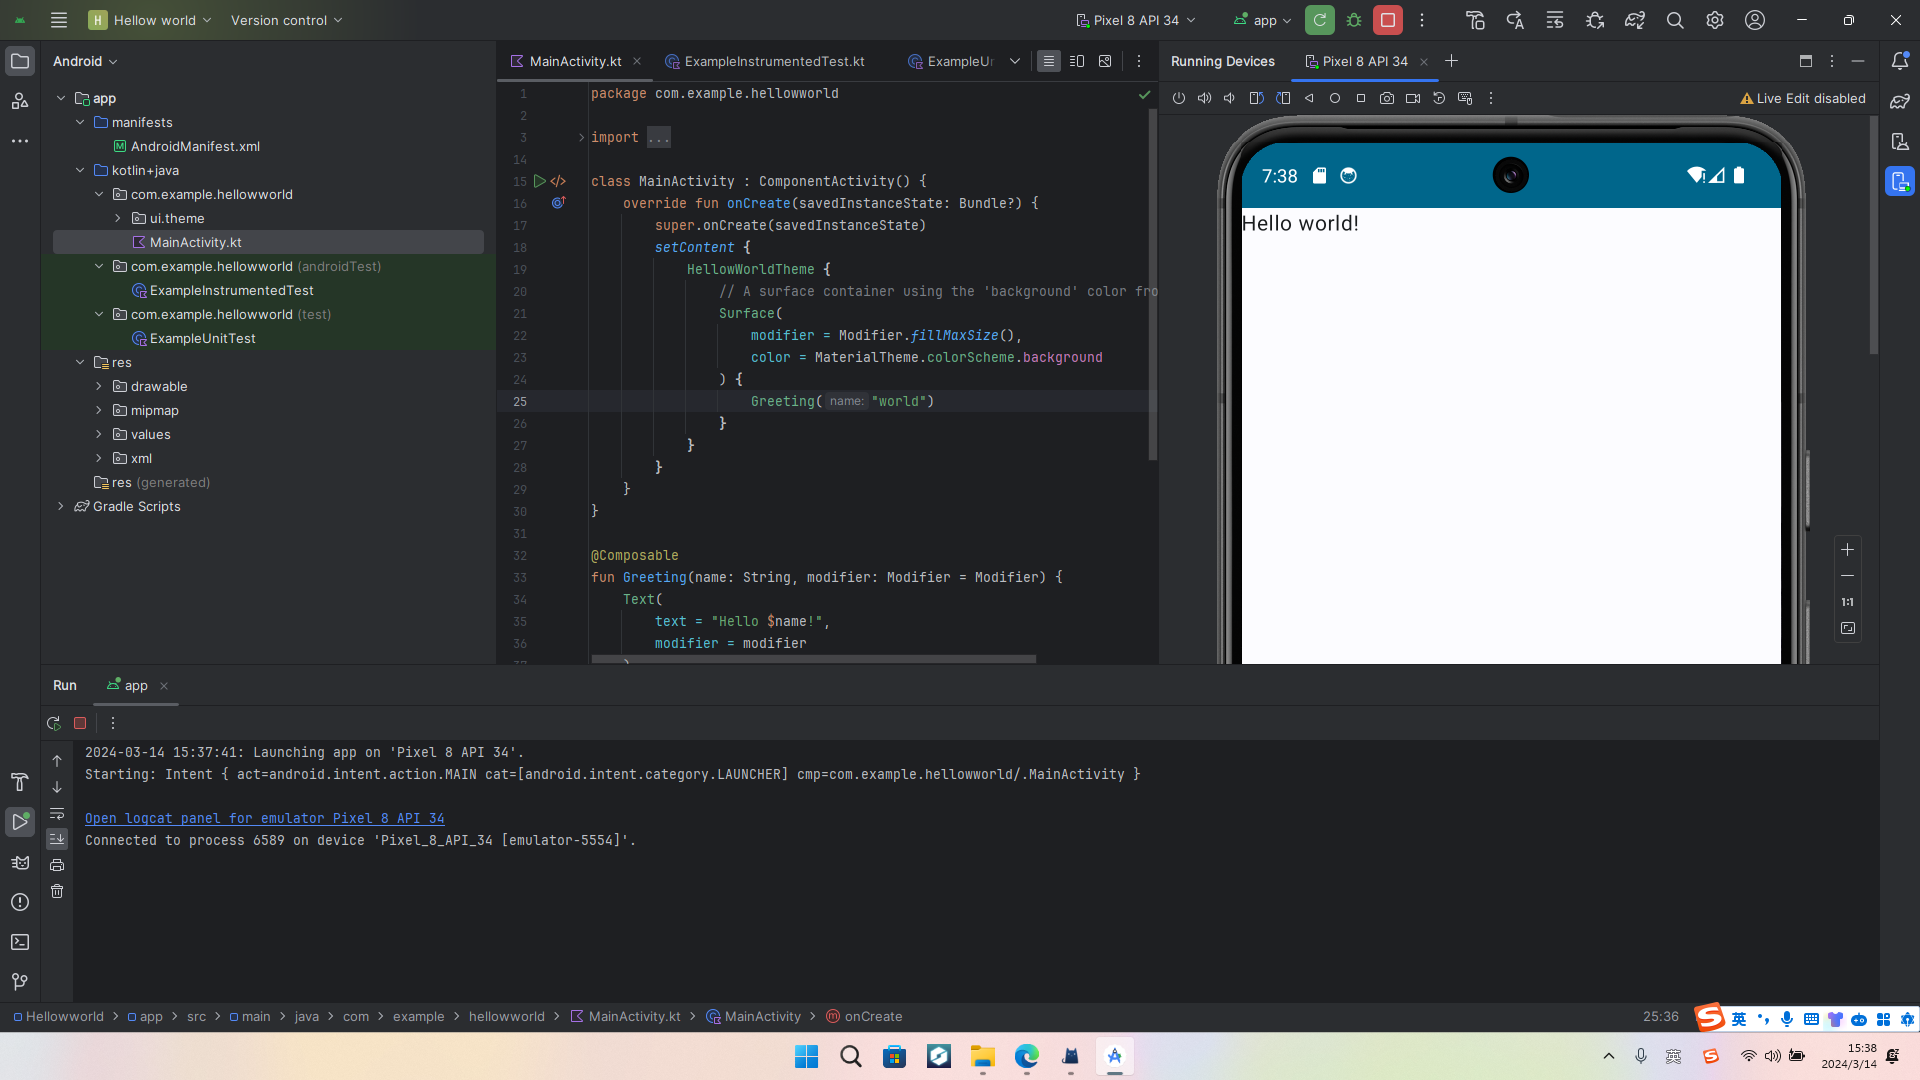 H Hellow world Version control Pixel 8 API 34 app
Android
app
manifests
AndroidManifest.xml
kotlin+java
com.example.hellowworld
ui.theme
MainActivity.kt
com.example.hellowworld (androidTest)
ExampleInstrumentedTest
com.example.hellowworld (test)
ExampleUnitTest
res
drawable
mipmap
values
xml
res (generated)
Gradle Scripts
MainActivity.kt ExampleInstrumentedTest.kt ExampleUn
1 package com.example.hellowworld
2
3 import ...
14
15 class MainActivity : ComponentActivity() {
16 override fun onCreate(savedInstanceState: Bundle?) {
17 super.onCreate(savedInstanceState)
18 setContent {
19 HellowWorldTheme {
20 // A surface container using the 'background' color fro
21 Surface(
22 modifier = Modifier.fillMaxSize(),
23 color = MaterialTheme.colorScheme.background
24 ) {
25 Greeting( name: "world")
26 }
27 }
28 }
29 }
30 }
31
32 @Composable
33 fun Greeting(name: String, modifier: Modifier = Modifier) {
34 Text(
35 text = "Hello $name!",
36 modifier = modifier
Running Devices Pixel 8 API 34
Live Edit disabled
7:38
Hello world!
1:1
Run app
2024-03-14 15:37:41: Launching app on 'Pixel 8 API 34'.
Starting: Intent { act=android.intent.action.MAIN cat=[android.intent.category.LAUNCHER] cmp=com.example.hellowworld/.MainActivity }
Open logcat panel for emulator Pixel 8 API 34
Connected to process 6589 on device 'Pixel_8_API_34 [emulator-5554]'.
Hellowworld > app > src > main > java > com > example > hellowworld > MainActivity.kt > MainActivity > onCreate
25:36
英
英
15:38
2024/3/14